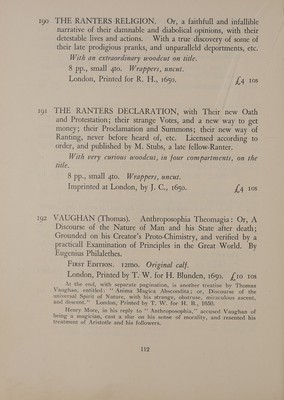 190 THE RANTERS RELIGION. Or, a faithfull and infallible
narrative of their damnable and diabolical opinions, with their
detestable lives and actions. With a true discovery of some of
their late prodigious pranks, and unparalleld deportments, etc.
With an extraordinary woodcut on title.
8 pp., small 4to. Wrappers, uncut.
London, Printed for R. H., 1650. £4 10s
191 THE RANTERS DECLARATION, with Their new Oath
and Protestation; their strange Votes, and a new way to get
money; their Proclamation and Summons; their new way of
Ranting, never before heard of, etc. Licensed according to
order, and published by M. Stubs, a late fellow-Ranter.
With very curious woodcut, in four compartments, on the
title.
8 pp., small 4to. Wrappers, uncut.
Imprinted at London, by J. C., 1650. £4 10s
192 VAUGHAN (Thomas). Anthroposophia Theomagia: Or, A
Discourse of the Nature of Man and his State after death;
Grounded on his Creator's Proto-Chimistry, and verified by a
practicall Examination of Principles in the Great World. By
Eugenius Philalethes.
FIRST EDITION. 12mo. Original calf.
London, Printed by T. W. for H. Blunden, 1650. £10 10s
At the end, with separate pagination, is another treatise by Thomas
Vaughan, entitled: "Anima Magica Abscondita; or, Discourse of the
universal Spirit of Nature, with his strange, abstruse, miraculous ascent,
and descent." London, Printed by T. W. for H. B., 1650.
Henry More, in his reply to "Anthroposophia," accused Vaughan of
being a magician, cast a slur on his sense of morality, and resented his
treatment of Aristotle and his followers.
112